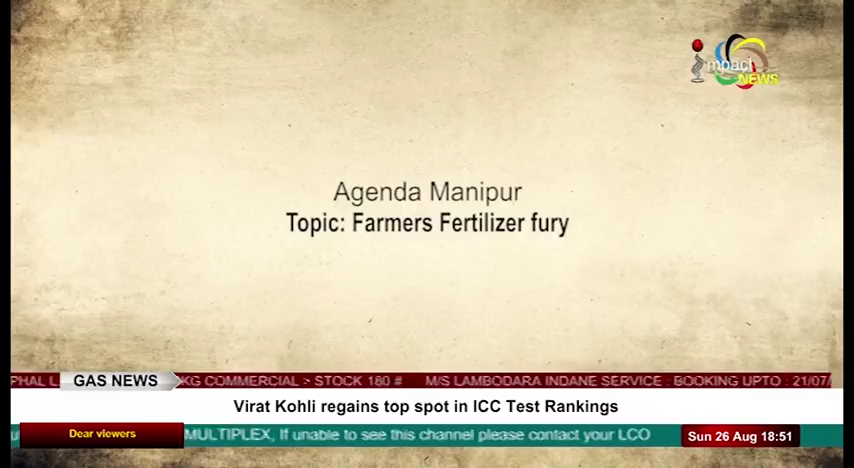 impact
NEWS
Agenda Manipur
Topic: Farmers Fertilizer fury
PHAL L
GAS NEWS
KG COMMERCIAL > STOCK 180 # M/S LAMBODARA INDANE SERVICE : BOOKING UPTO : 21/07/
Virat Kohli regains top spot in ICC Test Rankings
Dear viewers
MULTIPLEX, If unable to see this channel please contact your LCO
Sun 26 Aug 18:51